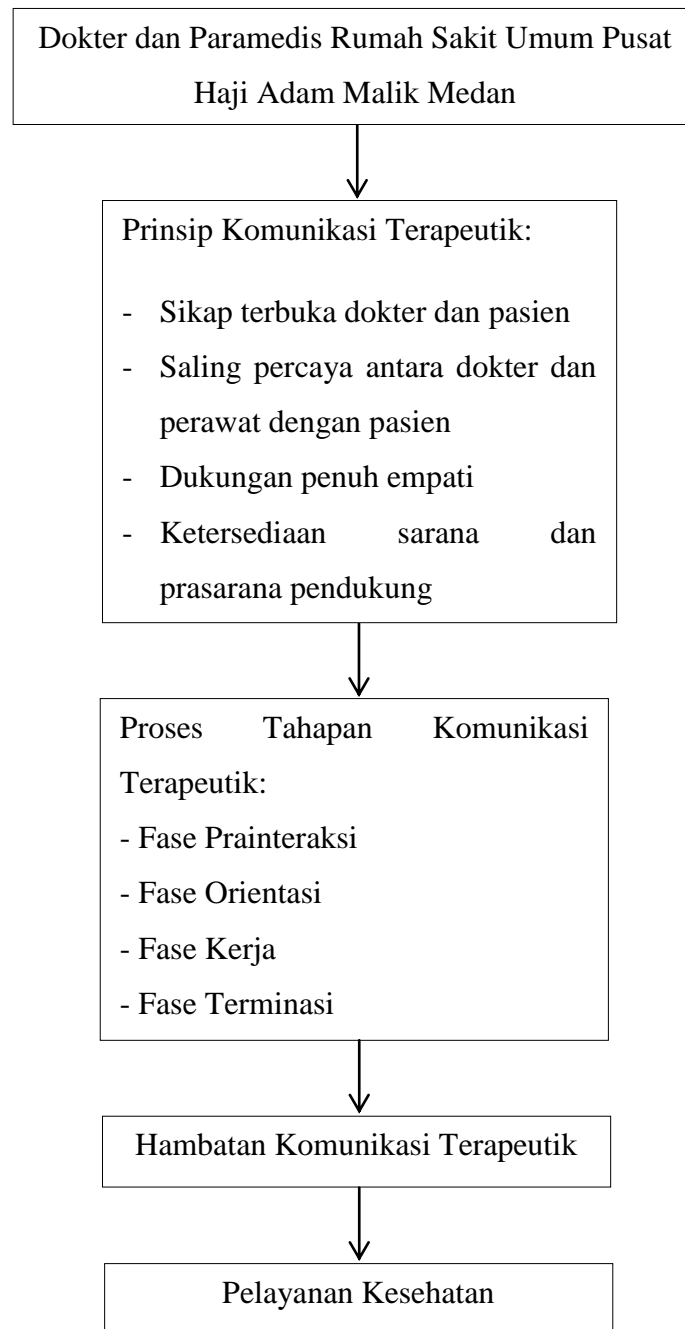 Dokter dan Paramedis Rumah Sakit Umum Pusat
Haji Adam Malik Medan
Prinsip Komunikasi Terapeutik:
- Sikap terbuka dokter dan pasien
- Saling percaya antara dokter dan
perawat dengan pasien
- Dukungan penuh empati
- Ketersediaan sarana dan
prasarana pendukung
Proses Tahapan Komunikasi
Terapeutik:
- Fase Prainteraksi
- Fase Orientasi
- Fase Kerja
- Fase Terminasi
Hambatan Komunikasi Terapeutik
Pelayanan Kesehatan